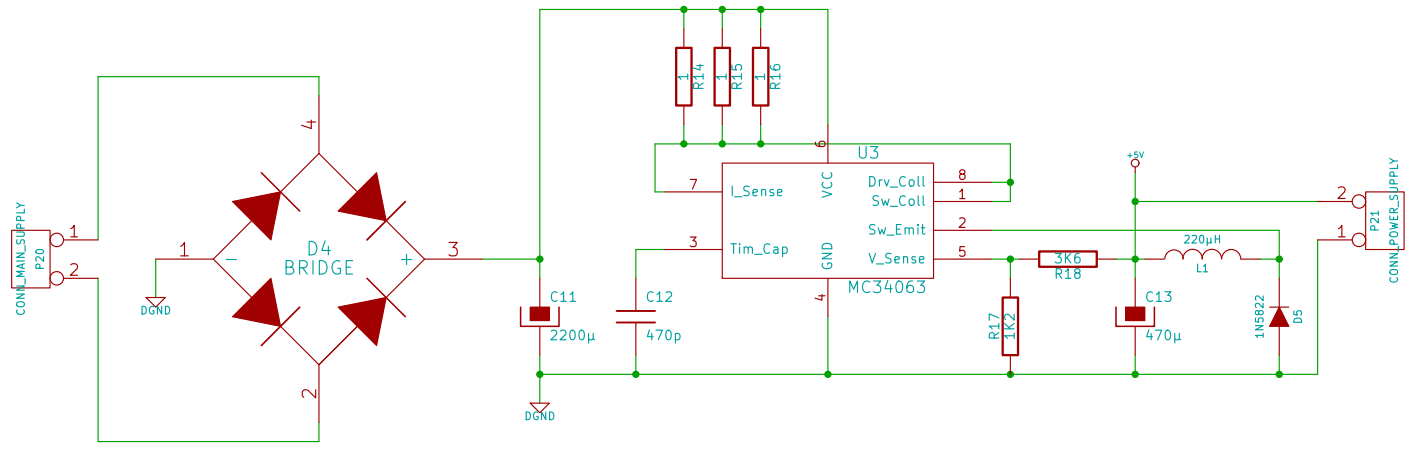 CONN_MAIN_SUPPLY
P20
1
2
4
1
D4
BRIDGE
-
+
3
2
DGND
C11
2200µ
DGND
C12
470p
1
R14
1
R15
1
R16
6
U3
7
I_Sense
VCC
Drv_Coll
8
Sw_Coll
1
Sw_Emit
2
3
Tim_Cap
GND
V_Sense
5
4
MC34063
3K6
R18
R17
1K2
+5V
C13
470µ
220µH
L1
1N5822
D5
2
1
P21
CONN_POWER_SUPPLY